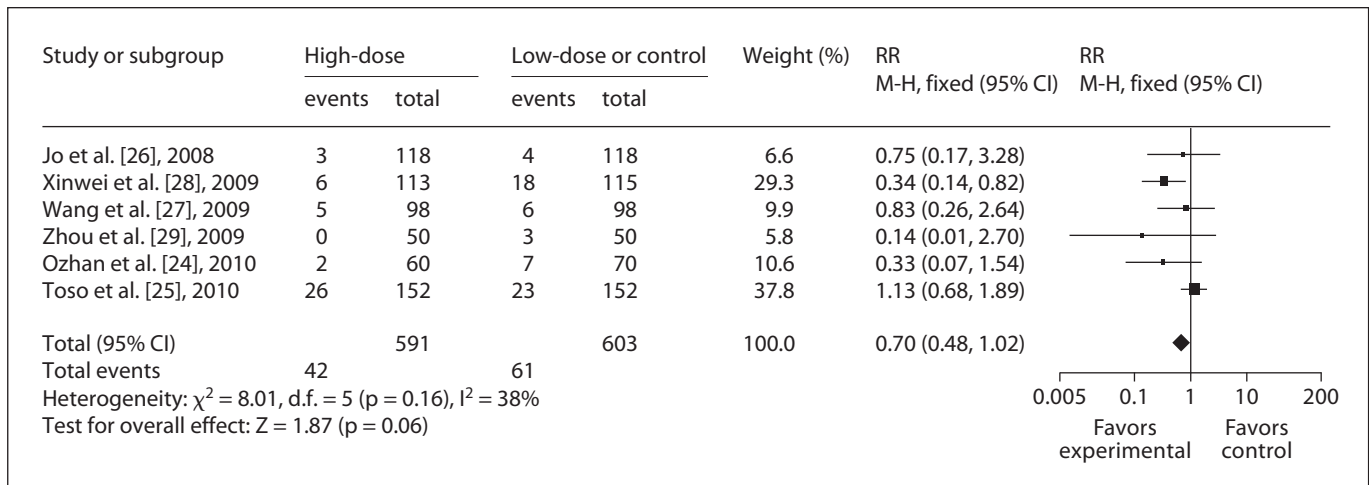 Study or subgroup High-dose Low-dose or control Weight (%) RR RR
M-H, fixed (95% CI) M-H, fixed (95% CI)
events total events total
Jo et al. [26], 2008 3 118 4 118 6.6 0.75 (0.17, 3.28)
Xinwei et al. [28], 2009 6 113 18 115 29.3 0.34 (0.14, 0.82)
Wang et al. [27], 2009 5 98 6 98 9.9 0.83 (0.26, 2.64)
Zhou et al. [29], 2009 0 50 3 50 5.8 0.14 (0.01, 2.70)
Ozhan et al. [24], 2010 2 60 7 70 10.6 0.33 (0.07, 1.54)
Toso et al. [25], 2010 26 152 23 152 37.8 1.13 (0.68, 1.89)
Total (95% CI) 591 603 100.0 0.70 (0.48, 1.02)
Total events 42 61
Heterogeneity: χ² = 8.01, d.f. = 5 (p = 0.16), I² = 38%
Test for overall effect: Z = 1.87 (p = 0.06)
0.005 0.1 1 10 200
Favors Favors
experimental control